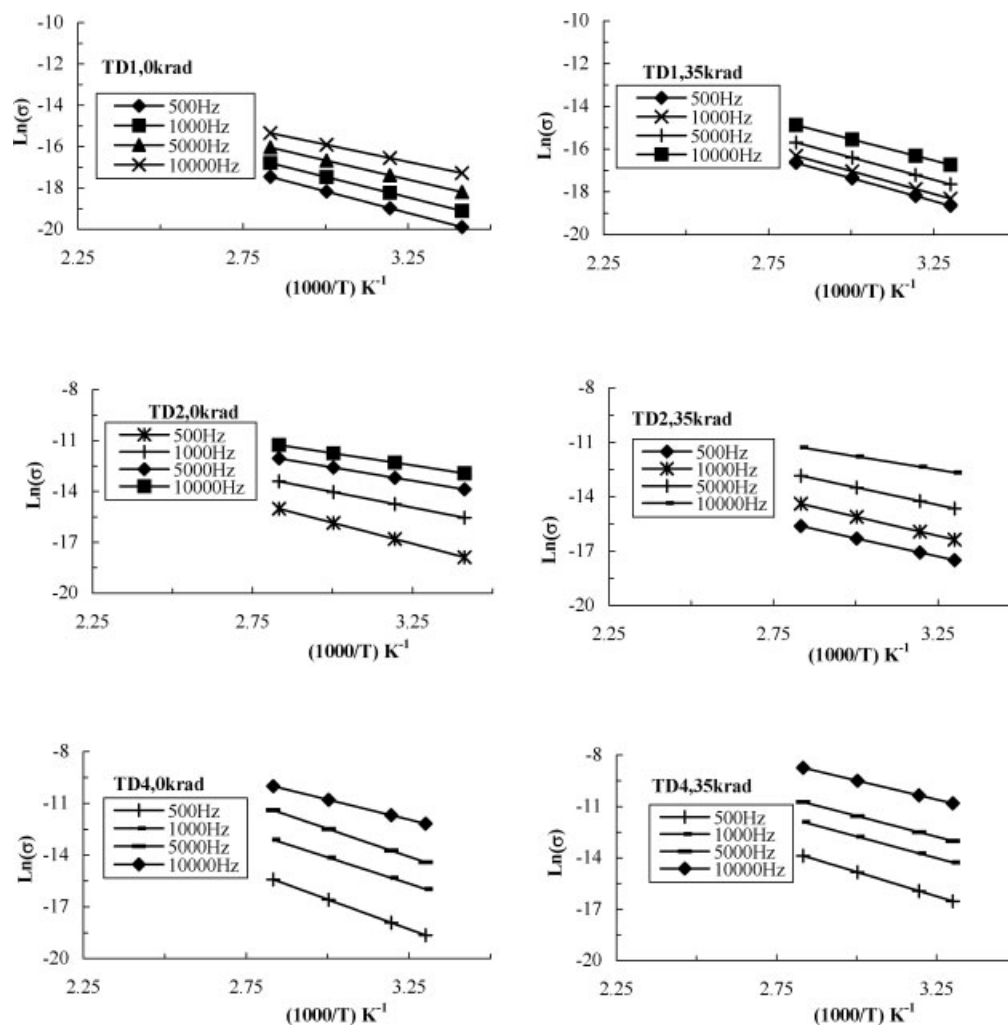 -10
-12
-14
-16
-18
-20
Ln(σ)
TD1,0krad
500Hz
1000Hz
5000Hz
10000Hz
2.25
2.75
3.25
(1000/T) K⁻¹
-10
-12
-14
-16
-18
-20
Ln(σ)
TD1,35krad
500Hz
1000Hz
5000Hz
10000Hz
2.25
2.75
3.25
(1000/T) K⁻¹
-8
-11
-14
-17
-20
Ln(σ)
TD2,0krad
500Hz
1000Hz
5000Hz
10000Hz
2.25
2.75
3.25
(1000/T) K⁻¹
-8
-11
-14
-17
-20
Ln(σ)
TD2,35krad
500Hz
1000Hz
5000Hz
10000Hz
2.25
2.75
3.25
(1000/T) K⁻¹
-8
-11
-14
-17
-20
Ln(σ)
TD4,0krad
500Hz
1000Hz
5000Hz
10000Hz
2.25
2.75
3.25
(1000/T) K⁻¹
-8
-11
-14
-17
-20
Ln(σ)
TD4,35krad
500Hz
1000Hz
5000Hz
10000Hz
2.25
2.75
3.25
(1000/T) K⁻¹